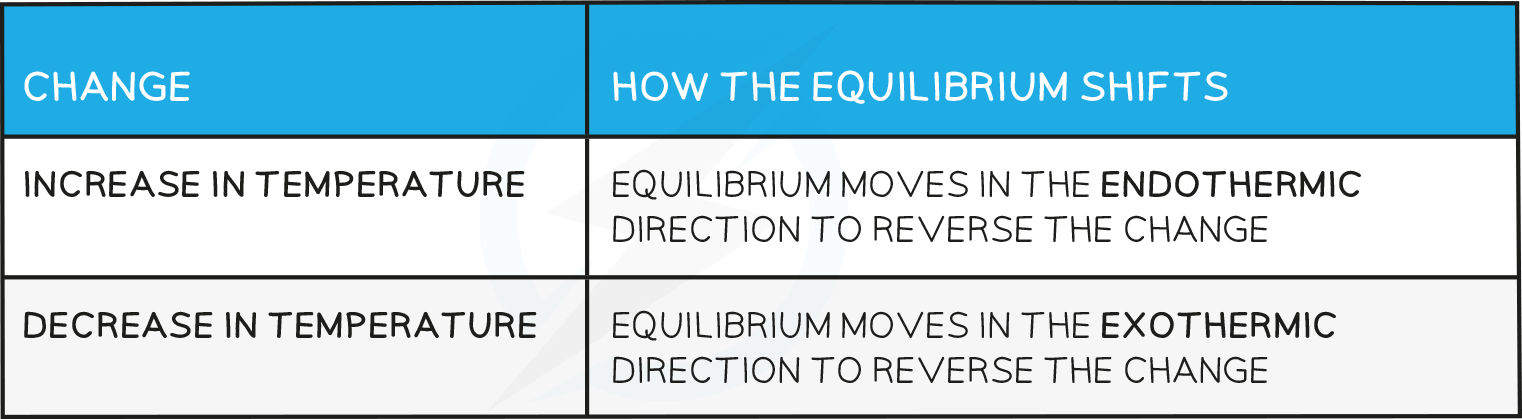 CHANGE
HOW THE EQUILIBRIUM SHIFTS
INCREASE IN TEMPERATURE
EQUILIBRIUM MOVES IN THE ENDOTHERMIC
DIRECTION TO REVERSE THE CHANGE
DECREASE IN TEMPERATURE
EQUILIBRIUM MOVES IN THE EXOTHERMIC
DIRECTION TO REVERSE THE CHANGE